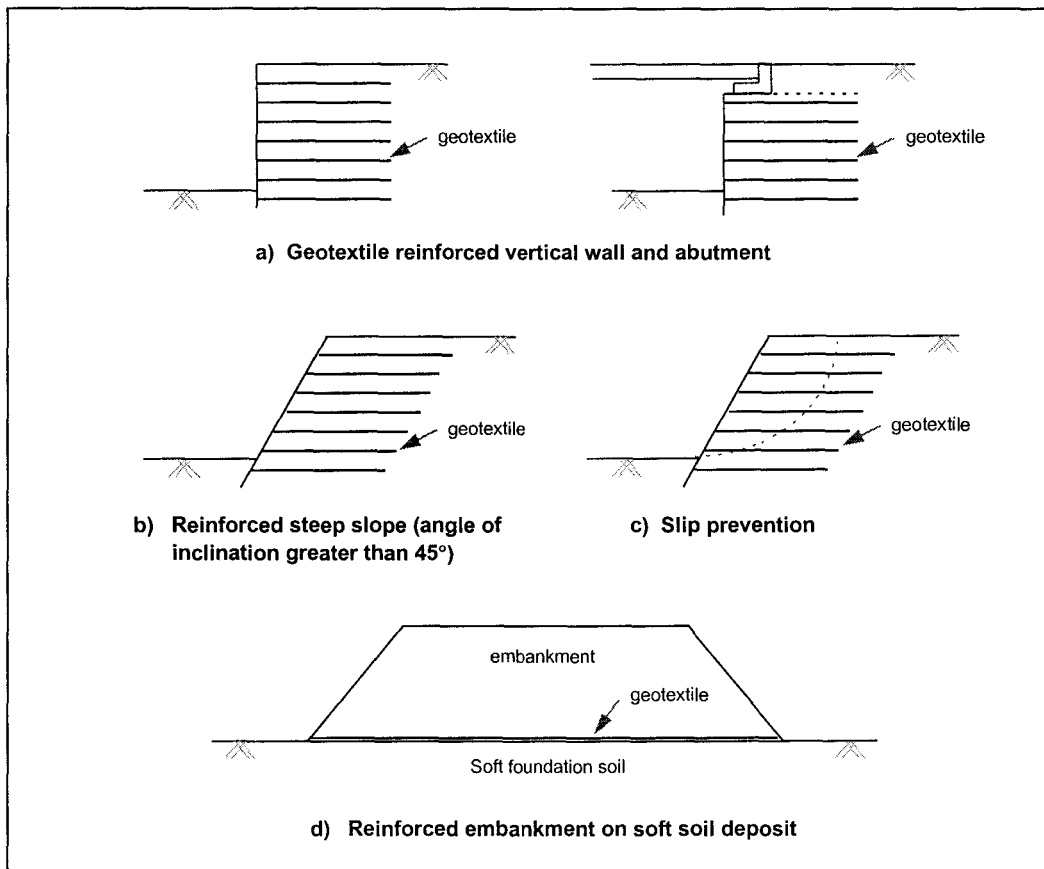 geotextile
geotextile
a) Geotextile reinforced vertical wall and abutment
geotextile
geotextile
b) Reinforced steep slope (angle of
inclination greater than 45°)
c) Slip prevention
embankment
geotextile
Soft foundation soil
d) Reinforced embankment on soft soil deposit